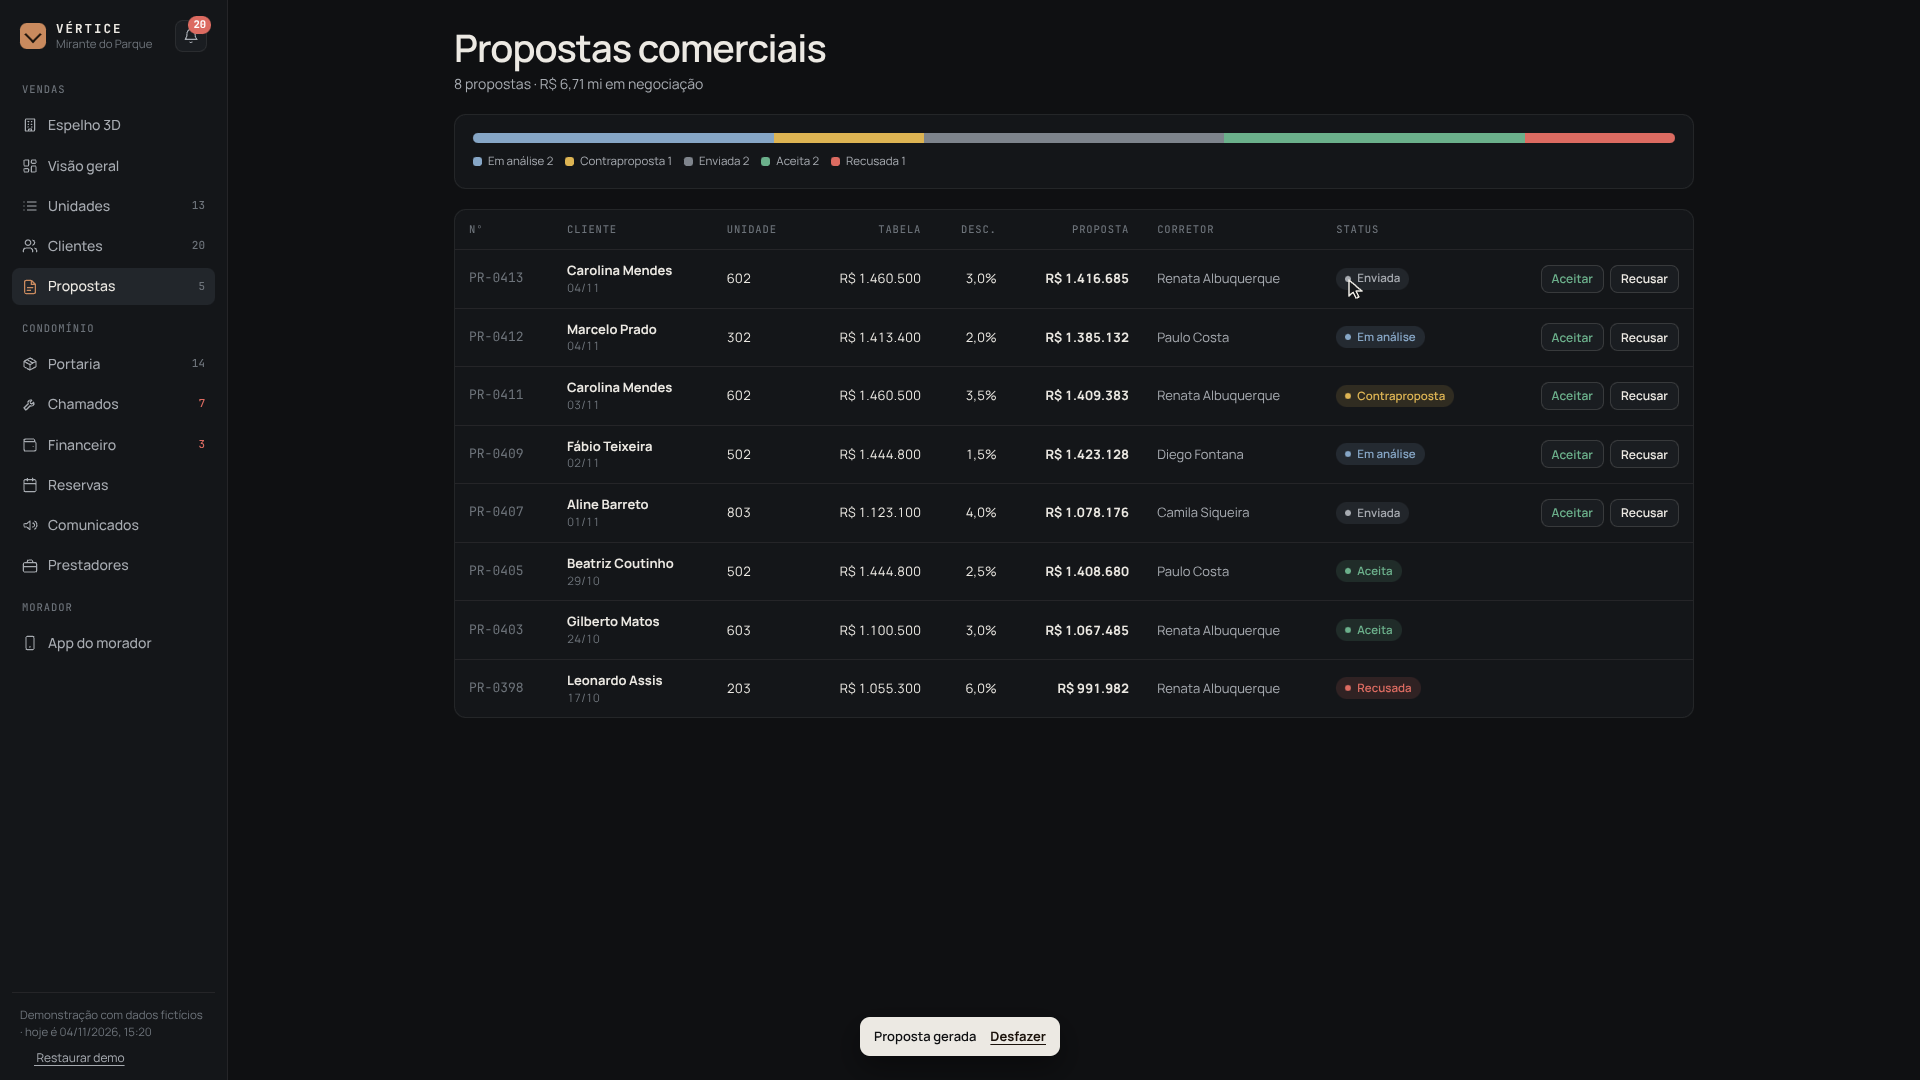 VÉRTICE
Mirante do Parque
20
VENDAS
Espelho 3D
Visão geral
Unidades 13
Clientes 20
Propostas 5
CONDOMÍNIO
Portaria 14
Chamados 7
Financeiro 3
Reservas
Comunicados
Prestadores
MORADOR
App do morador
Demonstração com dados fictícios
· hoje é 04/11/2026, 15:20
Restaurar demo
Propostas comerciais
8 propostas · R$ 6,71 mi em negociação
Em análise 2 Contraproposta 1 Enviada 2 Aceita 2 Recusada 1
Nº CLIENTE UNIDADE TABELA DESC. PROPOSTA CORRETOR STATUS
PR-0413 Carolina Mendes 602 R$ 1.460.500 3,0% R$ 1.416.685 Renata Albuquerque Enviada Aceitar Recusar
04/11
PR-0412 Marcelo Prado 302 R$ 1.413.400 2,0% R$ 1.385.132 Paulo Costa Em análise Aceitar Recusar
04/11
PR-0411 Carolina Mendes 602 R$ 1.460.500 3,5% R$ 1.409.383 Renata Albuquerque Contraproposta Aceitar Recusar
03/11
PR-0409 Fábio Teixeira 502 R$ 1.444.800 1,5% R$ 1.423.128 Diego Fontana Em análise Aceitar Recusar
02/11
PR-0407 Aline Barreto 803 R$ 1.123.100 4,0% R$ 1.078.176 Camila Siqueira Enviada Aceitar Recusar
01/11
PR-0405 Beatriz Coutinho 502 R$ 1.444.800 2,5% R$ 1.408.680 Paulo Costa Aceita
29/10
PR-0403 Gilberto Matos 603 R$ 1.100.500 3,0% R$ 1.067.485 Renata Albuquerque Aceita
24/10
PR-0398 Leonardo Assis 203 R$ 1.055.300 6,0% R$ 991.982 Renata Albuquerque Recusada
17/10
Proposta gerada Desfazer